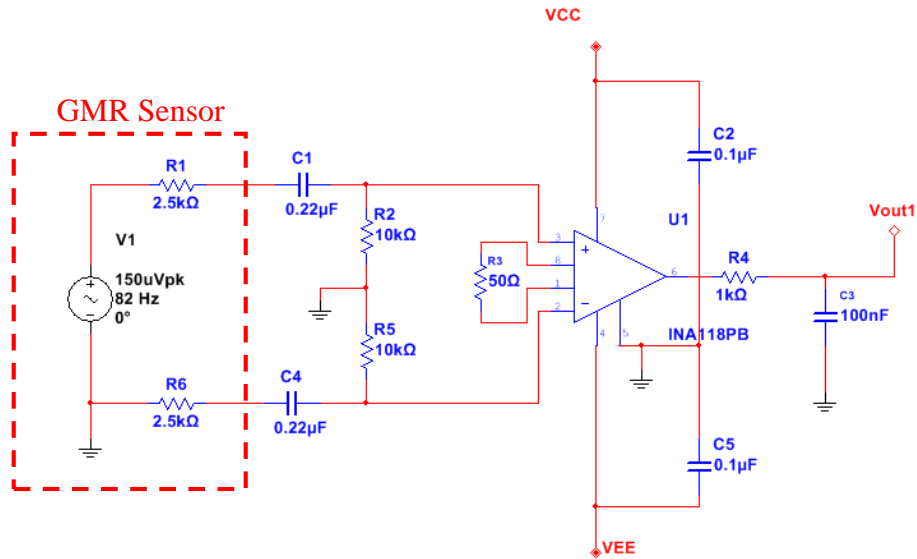 VCC
GMR Sensor
C2
0.1µF
R1
2.5kΩ
C1
0.22µF
R2
10kΩ
U1
Vout1
V1
150uVpk
82 Hz
0°
R3
50Ω
3
8
1
2
7
6
4
5
R4
1kΩ
C3
100nF
INA118PB
R5
10kΩ
R6
2.5kΩ
C4
0.22µF
C5
0.1µF
VEE